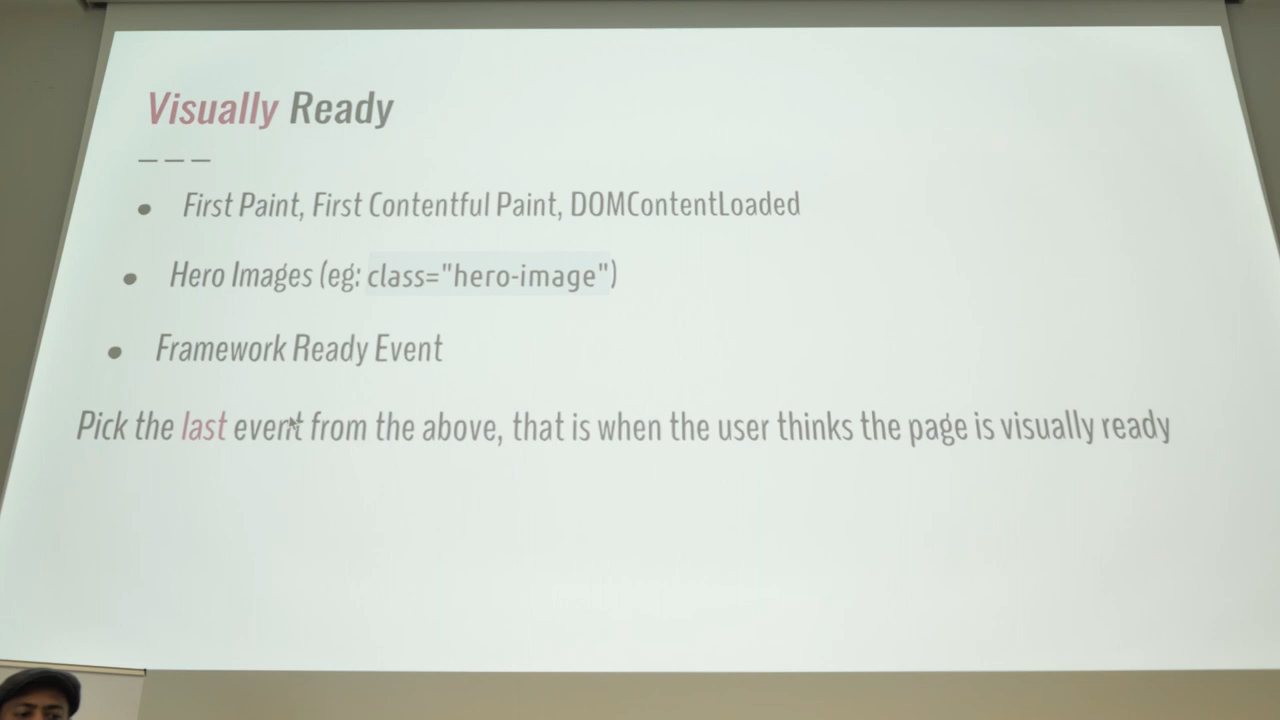 Visually Ready
First Paint, First Contentful Paint, DOMContentLoaded
Hero Images (eg: class="hero-image")
Framework Ready Event
Pick the last event from the above, that is when the user thinks the page is visually ready